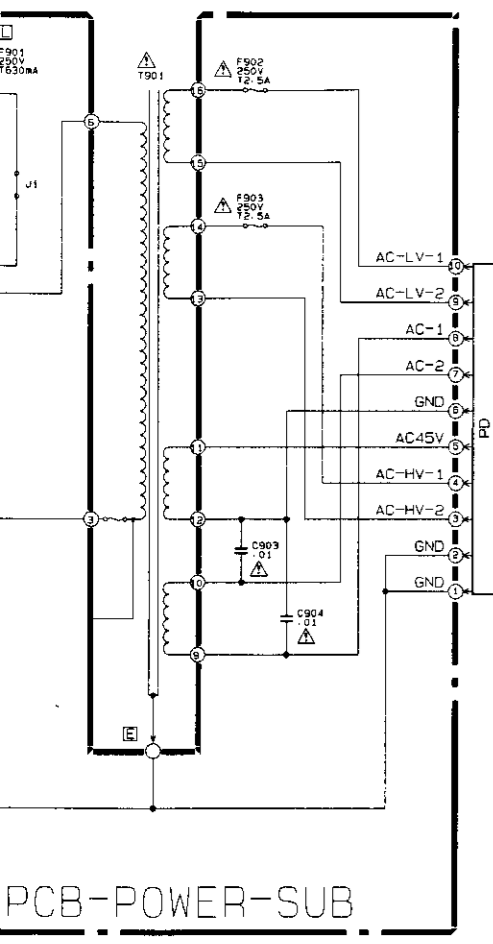 L
F901
250V
T630mA
J1
T901
F902
250V
T2.5A
F903
250V
T2.5A
6
3
16
15
14
13
11
12
10
9
C903
.01
C904
.01
AC-LV-1
10
AC-LV-2
9
AC-1
8
AC-2
7
GND
6
AC45V
5
AC-HV-1
4
AC-HV-2
3
GND
2
GND
1
PD
E
PCB-POWER-SUB